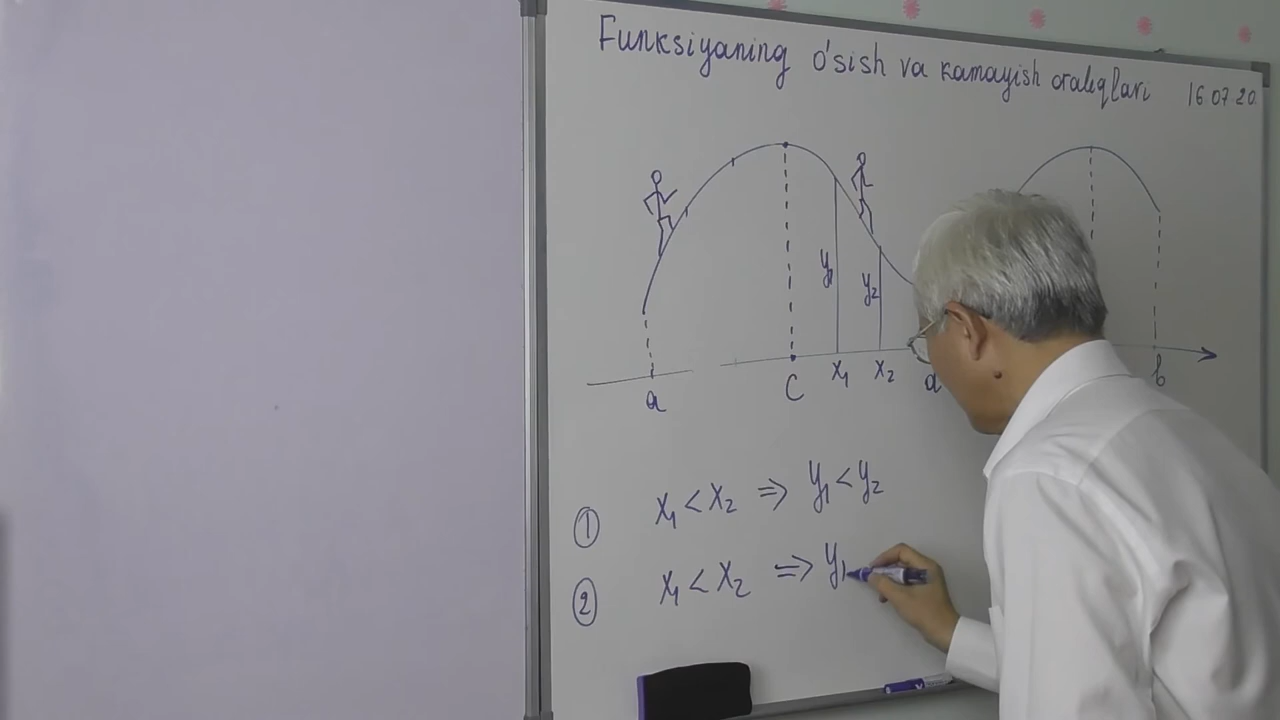 Funksiyaning o'sish va kamayish oraliqlari 16.07.20
y₁ y₂
a C x₁ x₂ d b
① x₁ < x₂ ⇒ y₁ < y₂
② x₁ < x₂ ⇒ y₁